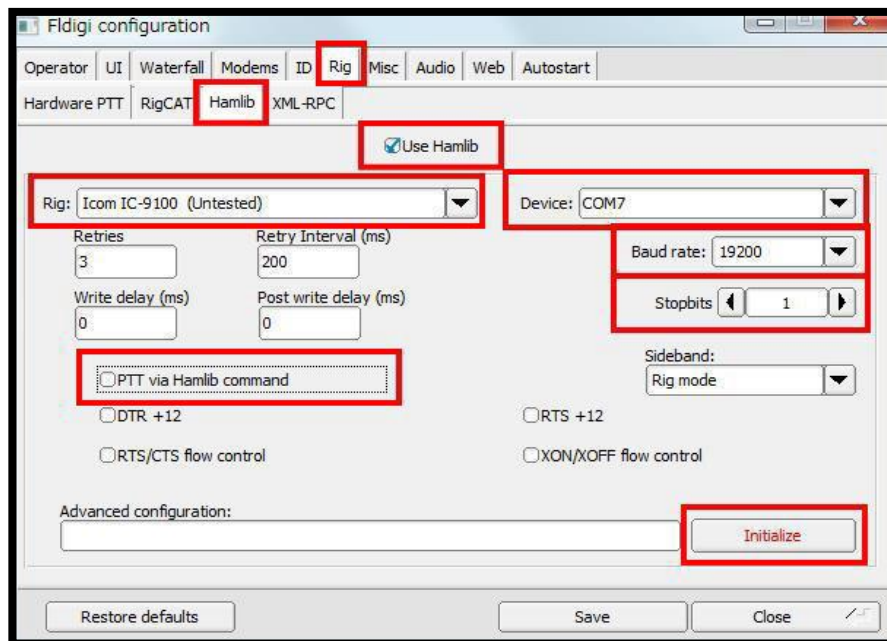 Fldigi configuration
Operator UI Waterfall Modems ID Rig Misc Audio Web Autostart
Hardware PTT RigCAT Hamlib XML-RPC
Use Hamlib
Rig: Icom IC-9100 (Untested) Device: COM7
Retries Retry Interval (ms)
3 200 Baud rate: 19200
Write delay (ms) Post write delay (ms)
0 0 Stopbits 1
Sideband:
PTT via Hamlib command Rig mode
DTR +12 RTS +12
RTS/CTS flow control XON/XOFF flow control
Advanced configuration:
Initialize
Restore defaults Save Close